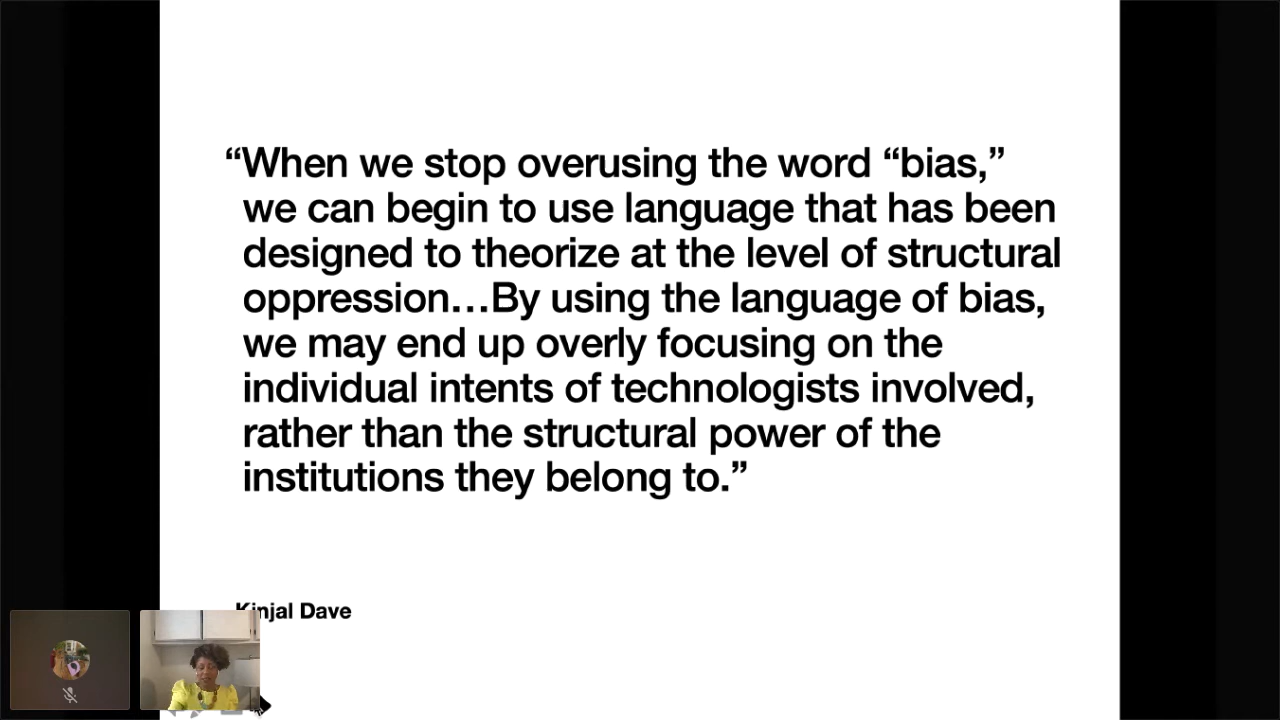 “When we stop overusing the word “bias,”
we can begin to use language that has been
designed to theorize at the level of structural
oppression…By using the language of bias,
we may end up overly focusing on the
individual intents of technologists involved,
rather than the structural power of the
institutions they belong to.”
Kinjal Dave